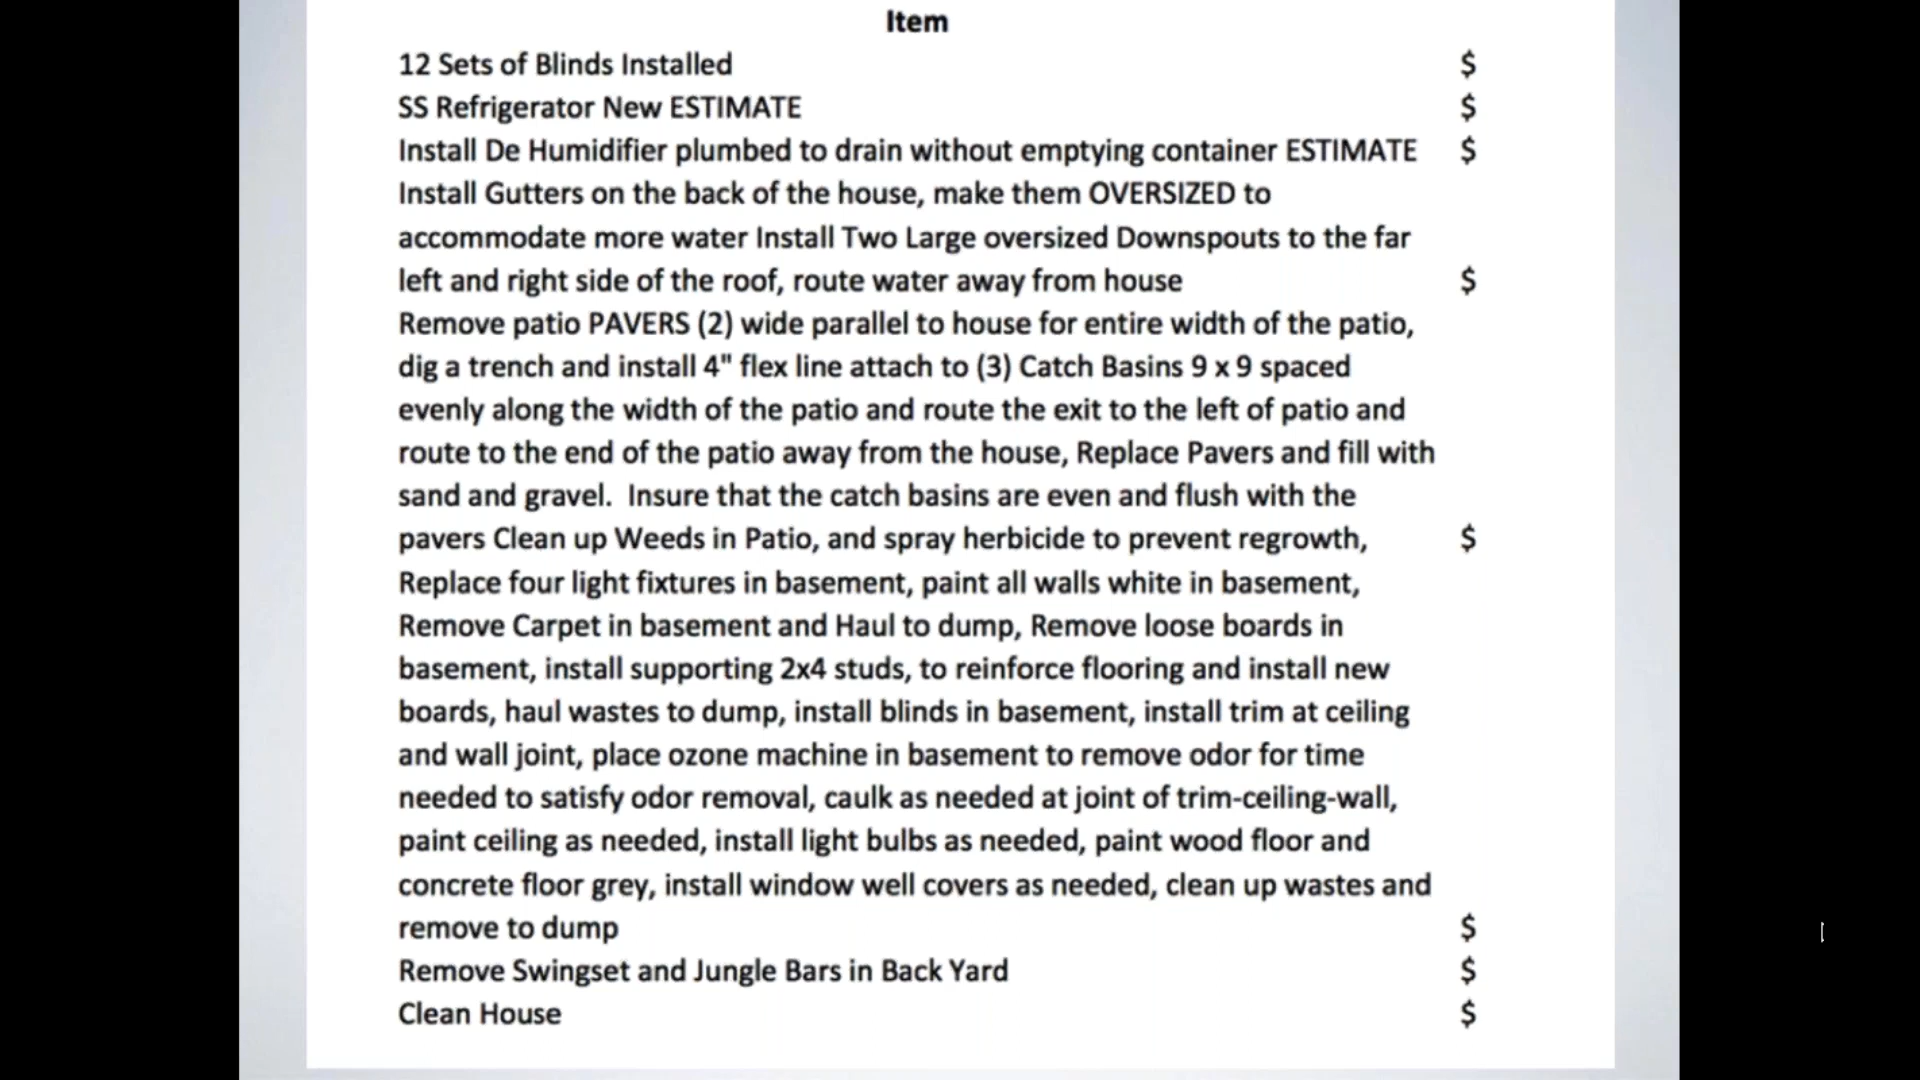 Item
12 Sets of Blinds Installed $
SS Refrigerator New ESTIMATE $
Install De Humidifier plumbed to drain without emptying container ESTIMATE $
Install Gutters on the back of the house, make them OVERSIZED to
accommodate more water Install Two Large oversized Downspouts to the far
left and right side of the roof, route water away from house $
Remove patio PAVERS (2) wide parallel to house for entire width of the patio,
dig a trench and install 4" flex line attach to (3) Catch Basins 9 x 9 spaced
evenly along the width of the patio and route the exit to the left of patio and
route to the end of the patio away from the house, Replace Pavers and fill with
sand and gravel.  Insure that the catch basins are even and flush with the
pavers Clean up Weeds in Patio, and spray herbicide to prevent regrowth, $
Replace four light fixtures in basement, paint all walls white in basement,
Remove Carpet in basement and Haul to dump, Remove loose boards in
basement, install supporting 2x4 studs, to reinforce flooring and install new
boards, haul wastes to dump, install blinds in basement, install trim at ceiling
and wall joint, place ozone machine in basement to remove odor for time
needed to satisfy odor removal, caulk as needed at joint of trim-ceiling-wall,
paint ceiling as needed, install light bulbs as needed, paint wood floor and
concrete floor grey, install window well covers as needed, clean up wastes and
remove to dump $
Remove Swingset and Jungle Bars in Back Yard $
Clean House $